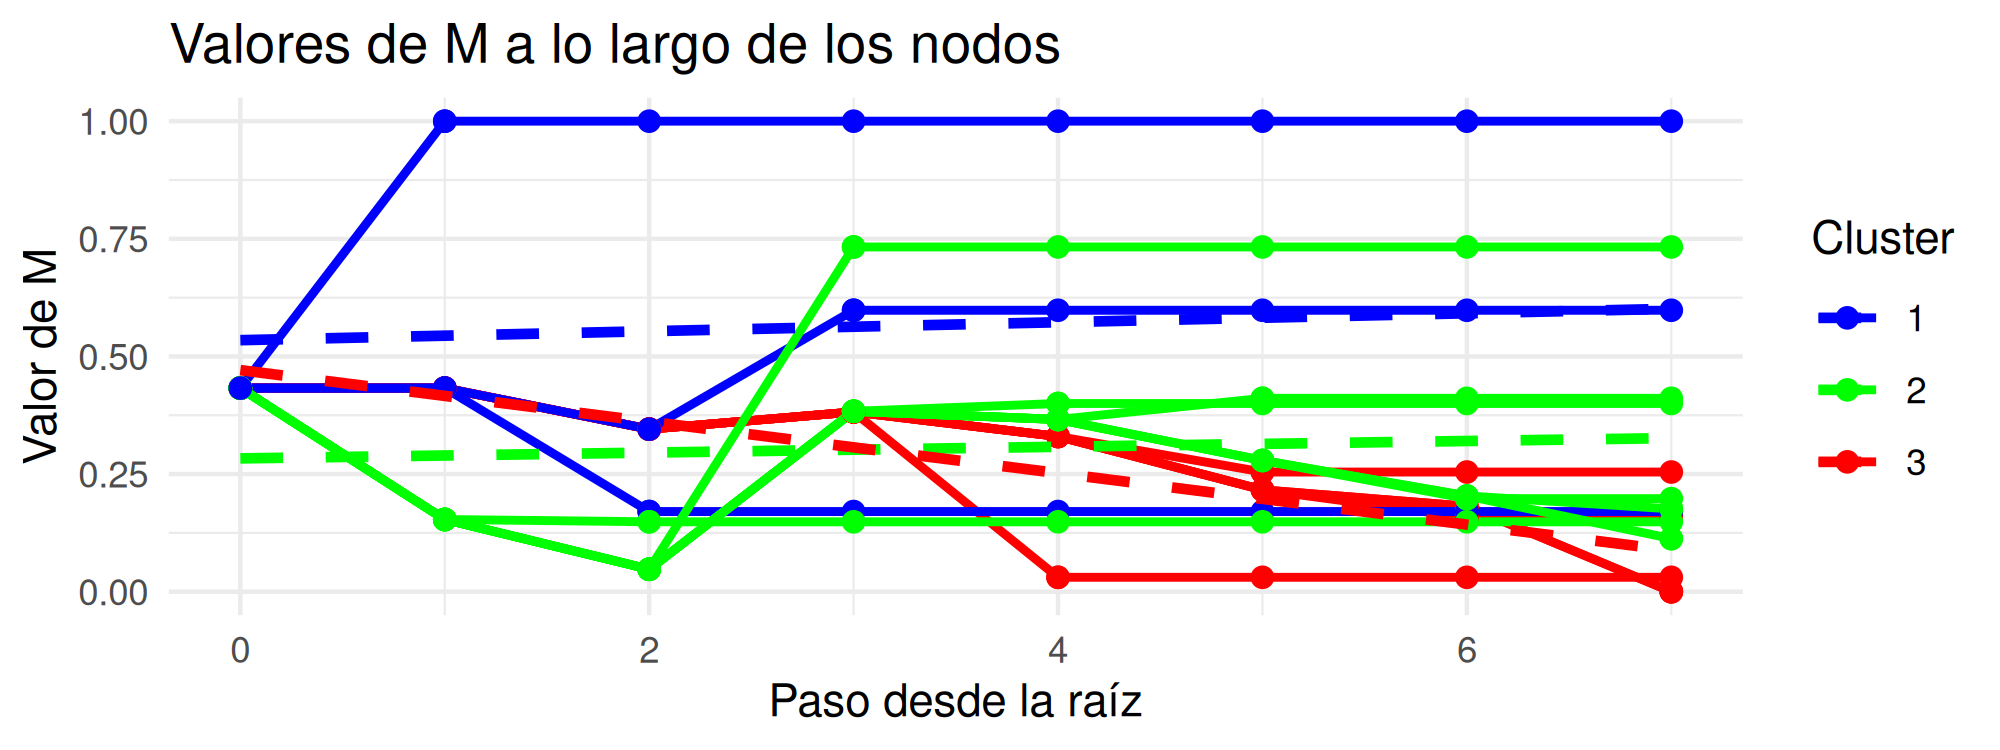 Valores de M a lo largo de los nodos
1.00
0.75
0.50
0.25
0.00
Valor de M
0 2 4 6
Paso desde la raíz
Cluster
1
2
3